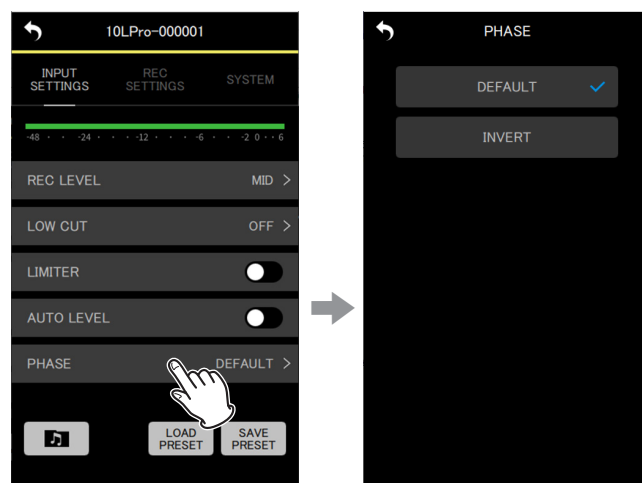 10LPro-000001
INPUT
SETTINGS
REC
SETTINGS
SYSTEM
-48 · · -24 · · · -12 · · · -6 · · -2 0 · · 6
REC LEVEL MID >
LOW CUT OFF >
LIMITER
AUTO LEVEL
PHASE DEFAULT >
LOAD
PRESET
SAVE
PRESET
PHASE
DEFAULT
INVERT